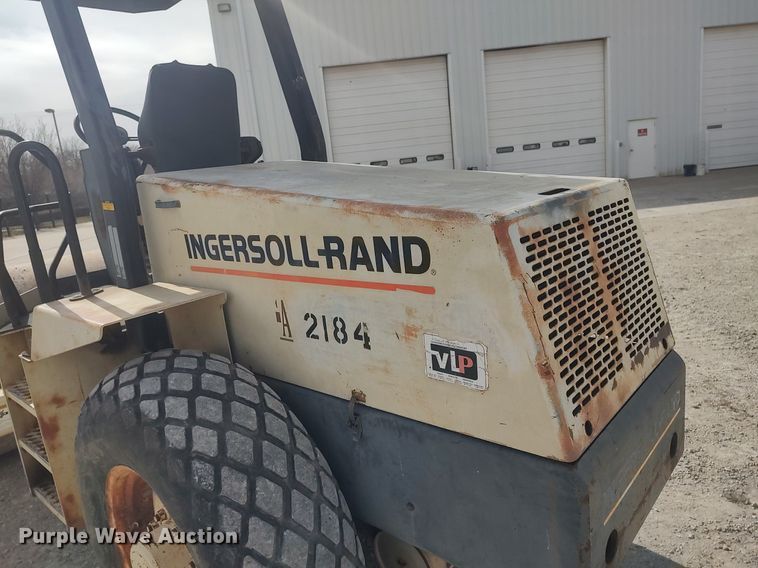 INGERSOLL-RAND®
A 2184
VLP
Purple Wave Auction